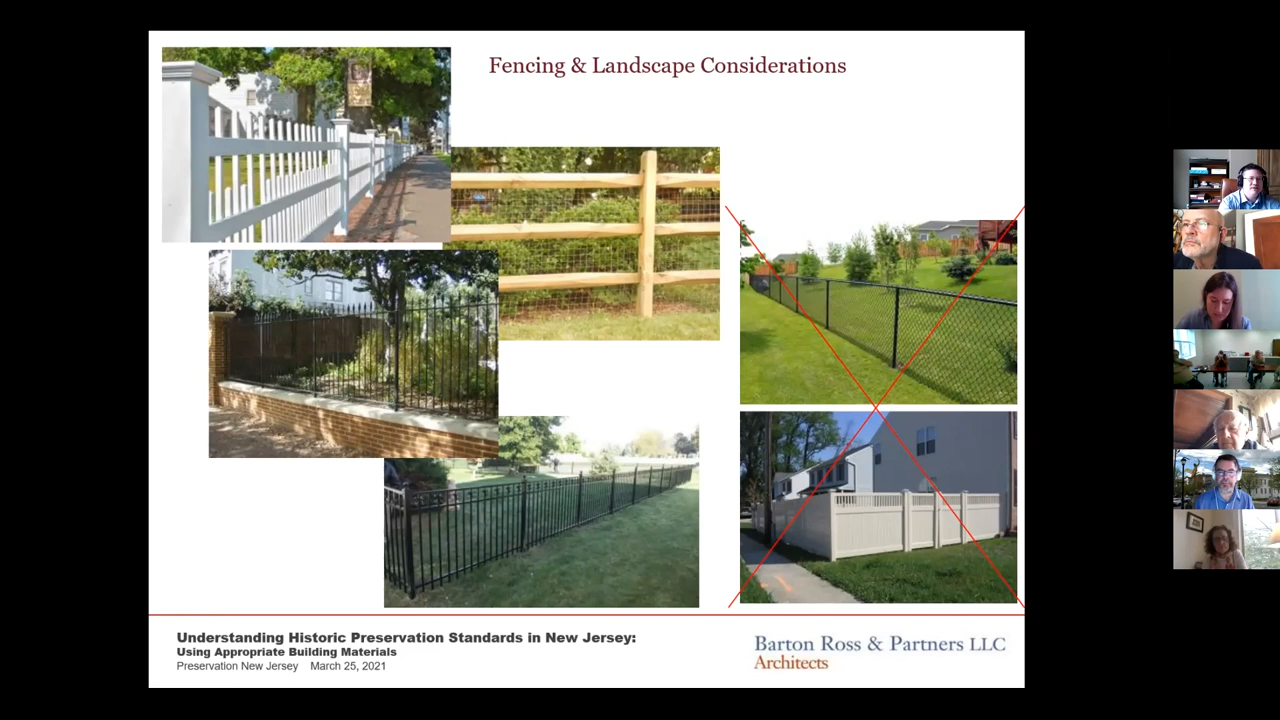 Fencing & Landscape Considerations
Understanding Historic Preservation Standards in New Jersey:
Using Appropriate Building Materials
Preservation New Jersey March 25, 2021
Barton Ross & Partners LLC
Architects